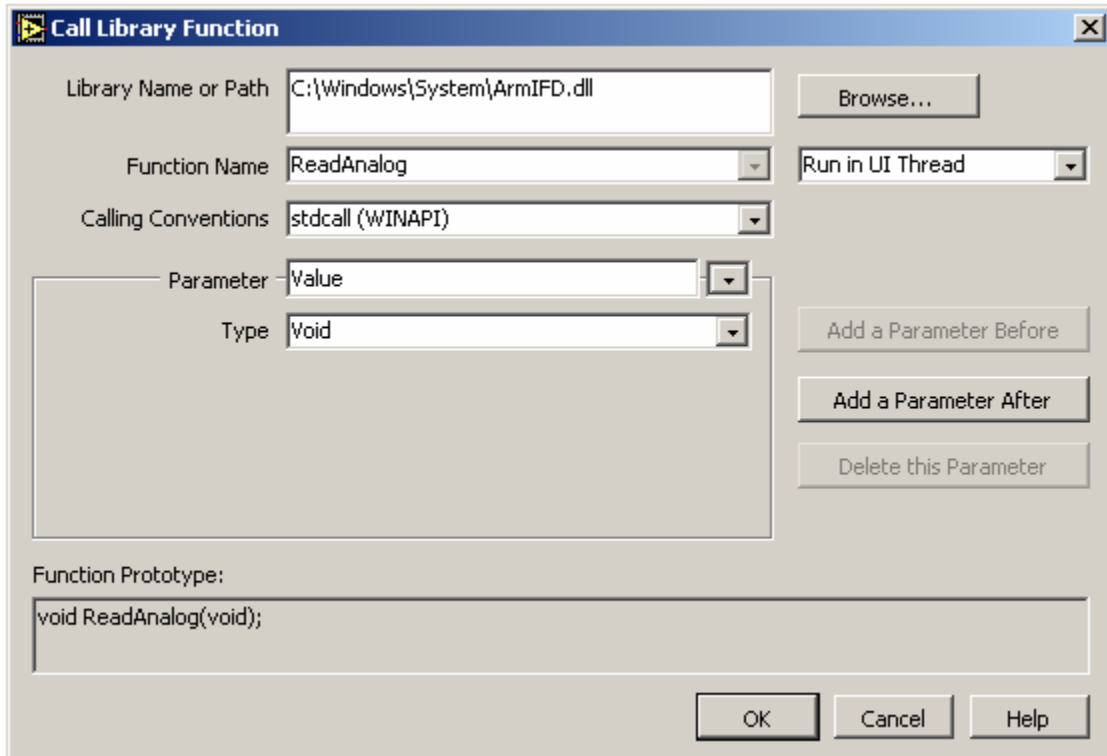 Call Library Function
Library Name or Path C:\Windows\System\ArmIFD.dll Browse...
Function Name ReadAnalog Run in UI Thread
Calling Conventions stdcall (WINAPI)
Parameter Value
Type Void Add a Parameter Before
Add a Parameter After
Delete this Parameter
Function Prototype:
void ReadAnalog(void);
OK Cancel Help